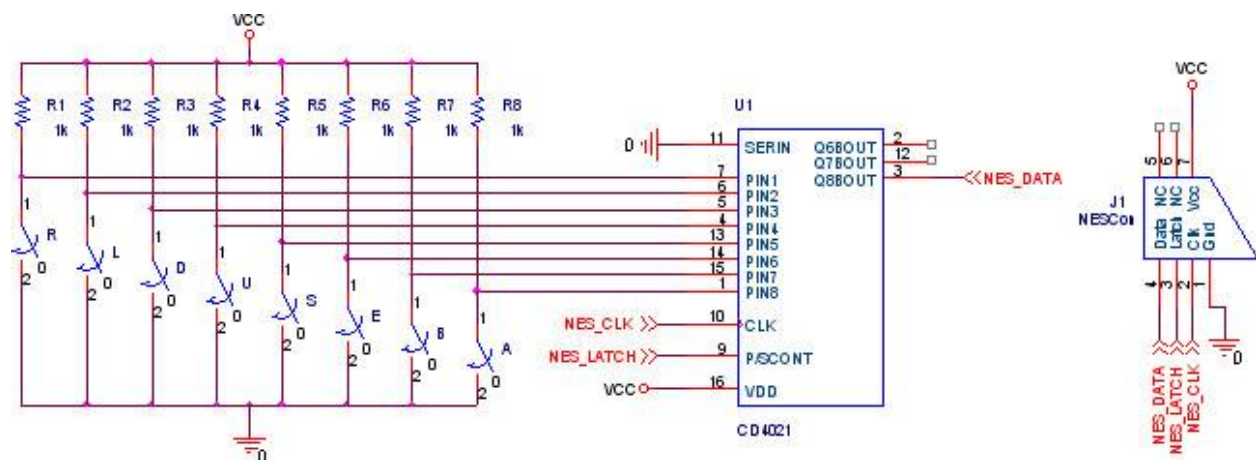 VCC
R1 R2 R3 R4 R5 R6 R7 R8
1k 1k 1k 1k 1k 1k 1k 1k
1 1 1 1 1 1 1 1
R L D U S E B A
0 0 0 0 0 0 0 0
2 2 2 2 2 2 2 2
0
U1
0 11 SERIN Q6BOUT 2
Q7BOUT 12
Q8BOUT 3 NES_DATA
7 PIN1
6 PIN2
5 PIN3
4 PIN4
13 PIN5
14 PIN6
15 PIN7
1 PIN8
NES_CLK 10 CLK
NES_LATCH 9 P/SCONT
VCC 16 VDD
CD4021
VCC
5 6 7
NC NC Vcc
J1
NESCon
Data Latch Clk Gnd
4 3 2 1
0
NES_DATA
NES_LATCH
NES_CLK